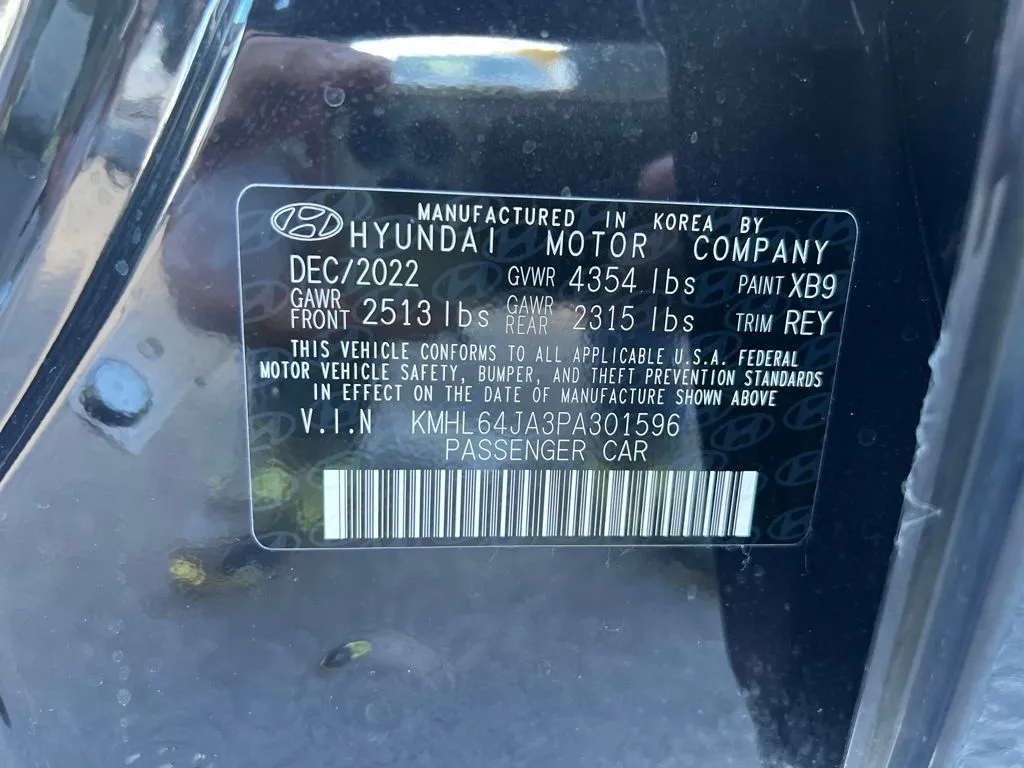 MANUFACTURED IN KOREA BY
HYUNDAI MOTOR COMPANY
DEC/2022 GVWR 4354 lbs PAINT XB9
GAWR FRONT 2513 lbs GAWR REAR 2315 lbs TRIM REY
THIS VEHICLE CONFORMS TO ALL APPLICABLE U.S.A. FEDERAL
MOTOR VEHICLE SAFETY, BUMPER, AND THEFT PREVENTION STANDARDS
IN EFFECT ON THE DATE OF MANUFACTURE SHOWN ABOVE
V.I.N KMHL64JA3PA301596
PASSENGER CAR